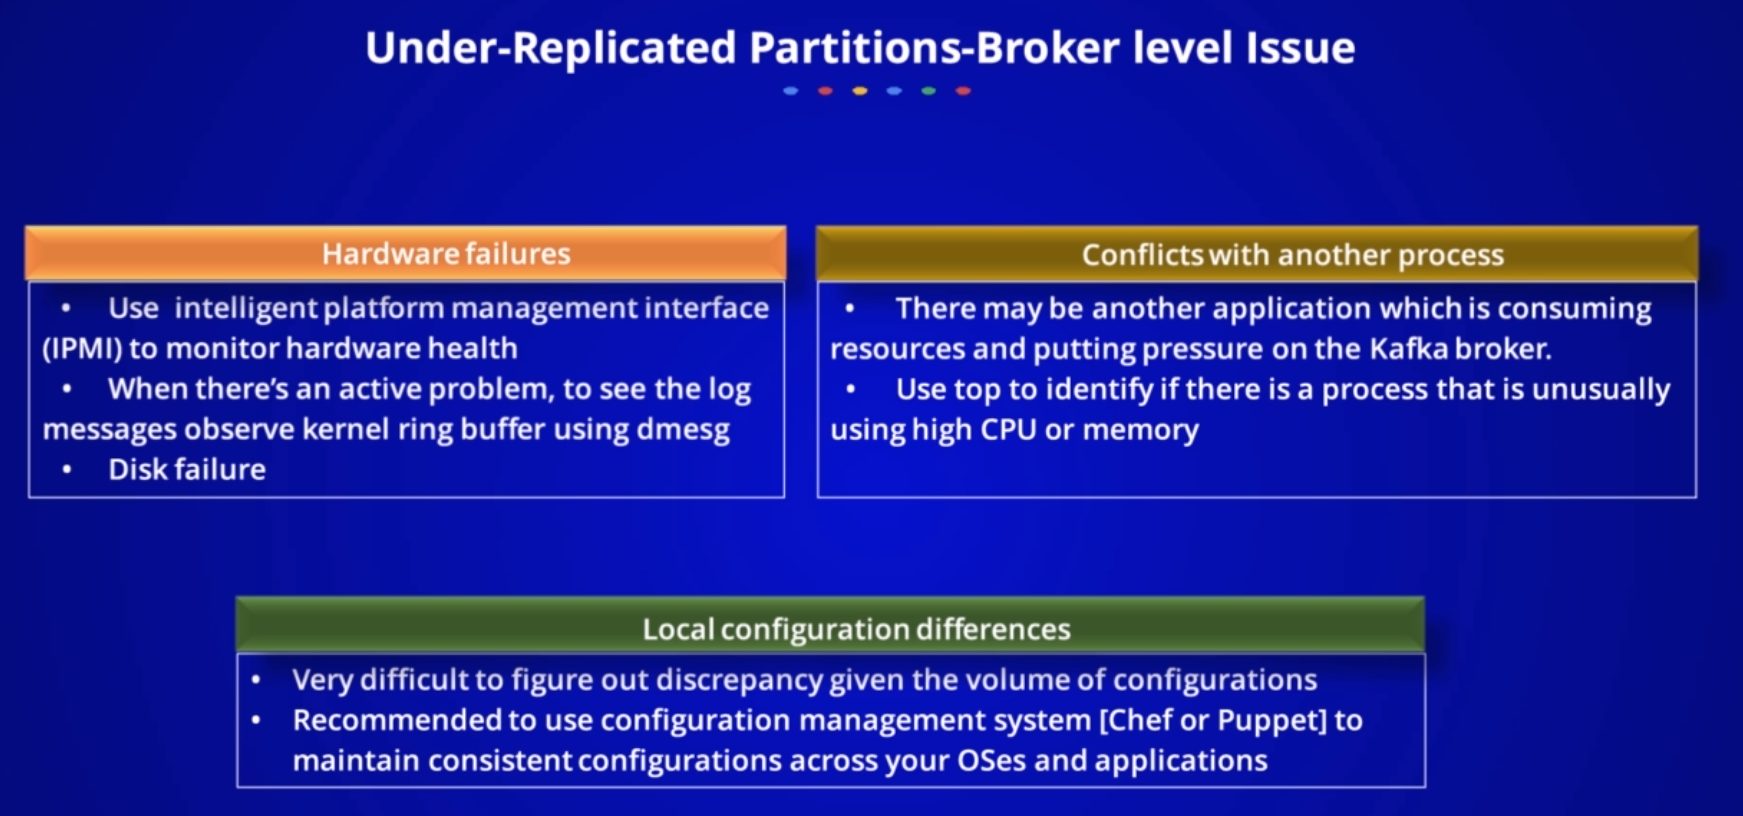 Under-Replicated Partitions-Broker level Issue
Hardware failures
• Use intelligent platform management interface
(IPMI) to monitor hardware health
• When there’s an active problem, to see the log
messages observe kernel ring buffer using dmesg
• Disk failure
Conflicts with another process
• There may be another application which is consuming
resources and putting pressure on the Kafka broker.
• Use top to identify if there is a process that is unusually
using high CPU or memory
Local configuration differences
• Very difficult to figure out discrepancy given the volume of configurations
• Recommended to use configuration management system [Chef or Puppet] to
maintain consistent configurations across your OSes and applications